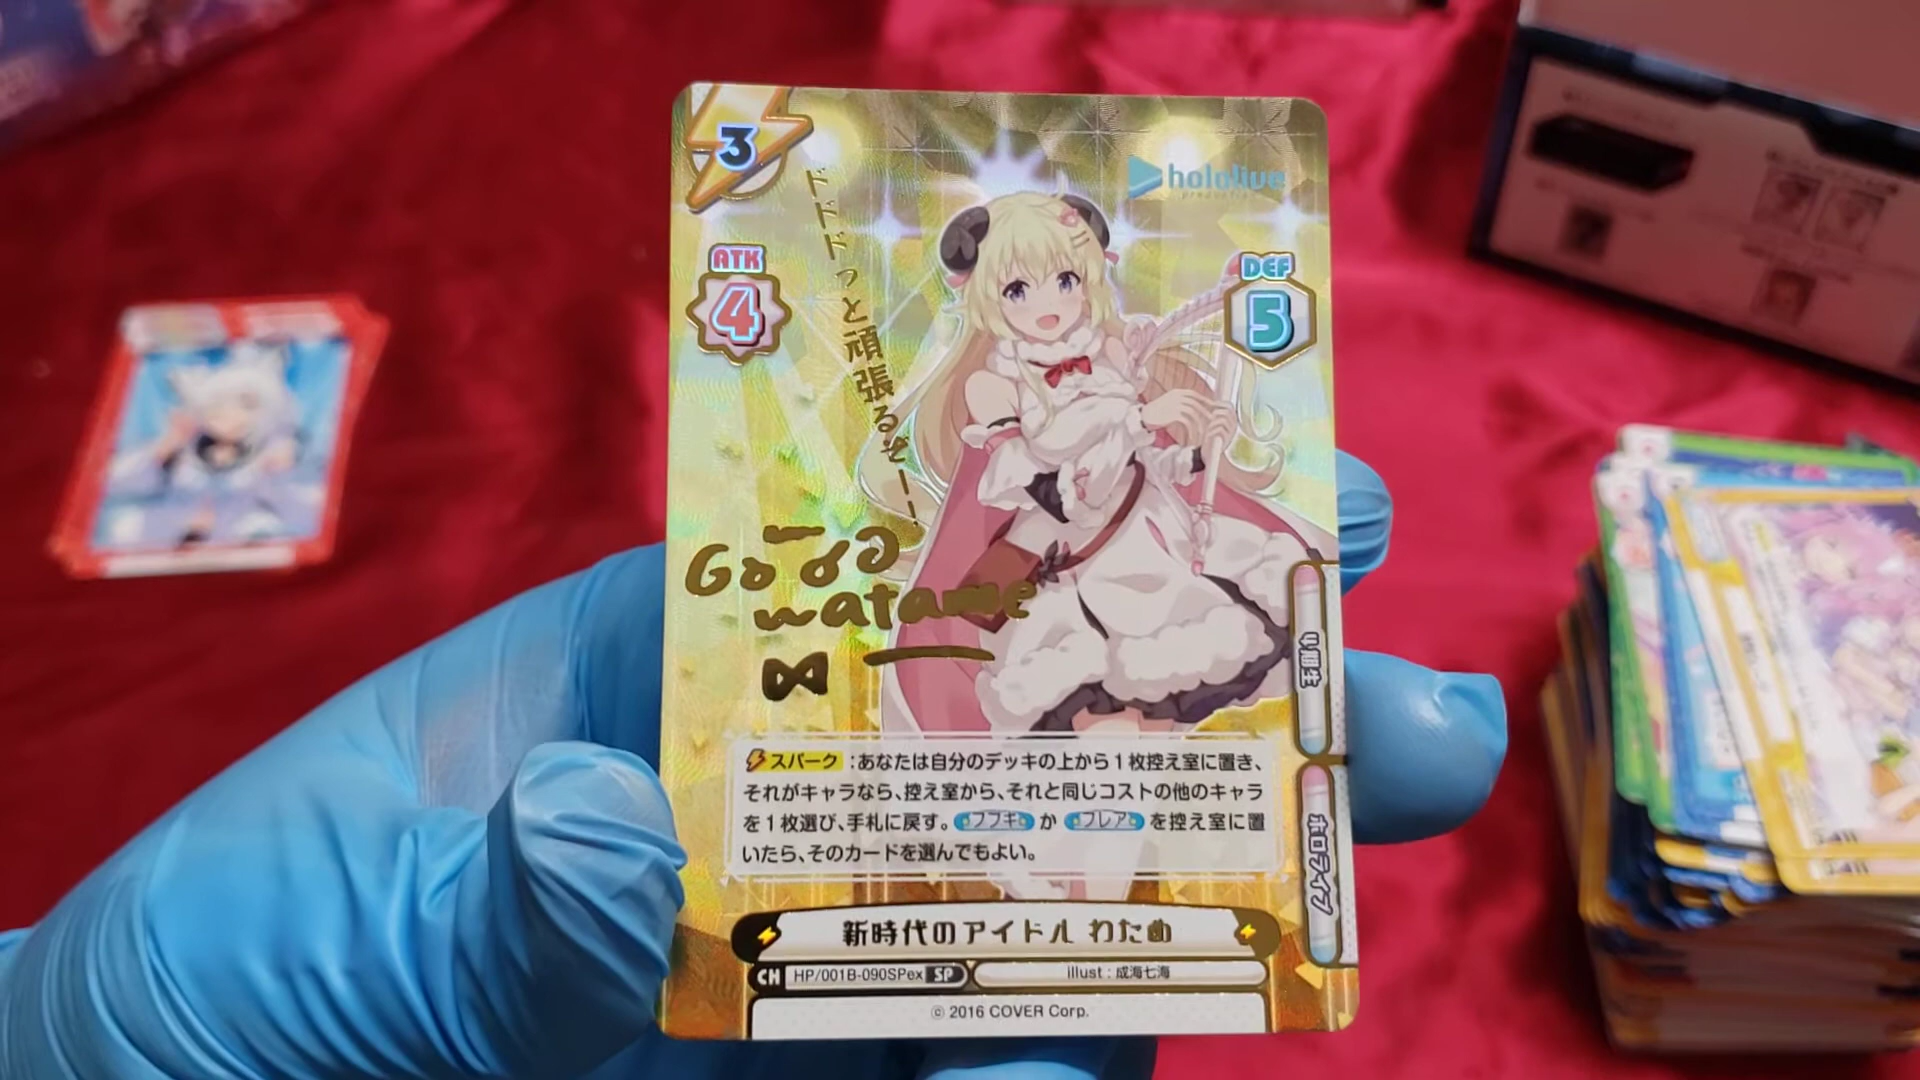 3
hololive
production
ATK
4
DEF
5
ドドドっと頑張るぞー!
Good
watame
4期生
ホロライブ
スパーク:あなたは自分のデッキの上から1枚控え室に置き、
それがキャラなら、控え室から、それと同じコストの他のキャラ
を1枚選び、手札に戻す。フブキかフレアを控え室に置
いたら、そのカードを選んでもよい。
新時代のアイドル わため
CH HP/001B-090SPex SP illust : 成海七海
© 2016 COVER Corp.